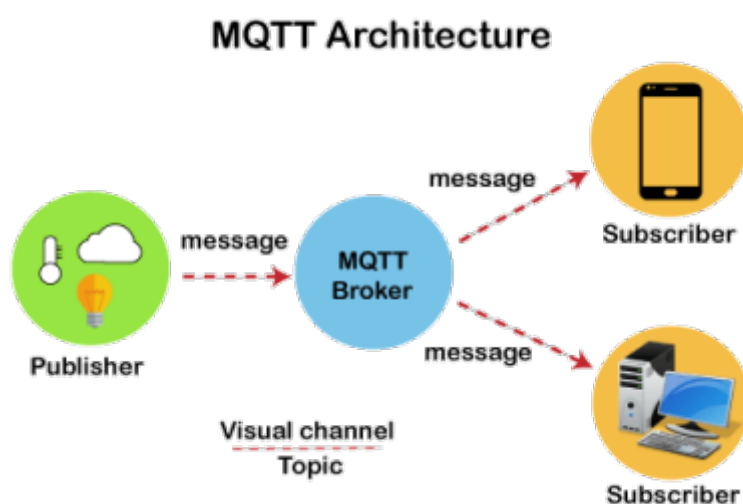 MQTT Architecture
message
Subscriber
message
MQTT
Broker
Publisher
message
Visual channel
Topic
Subscriber